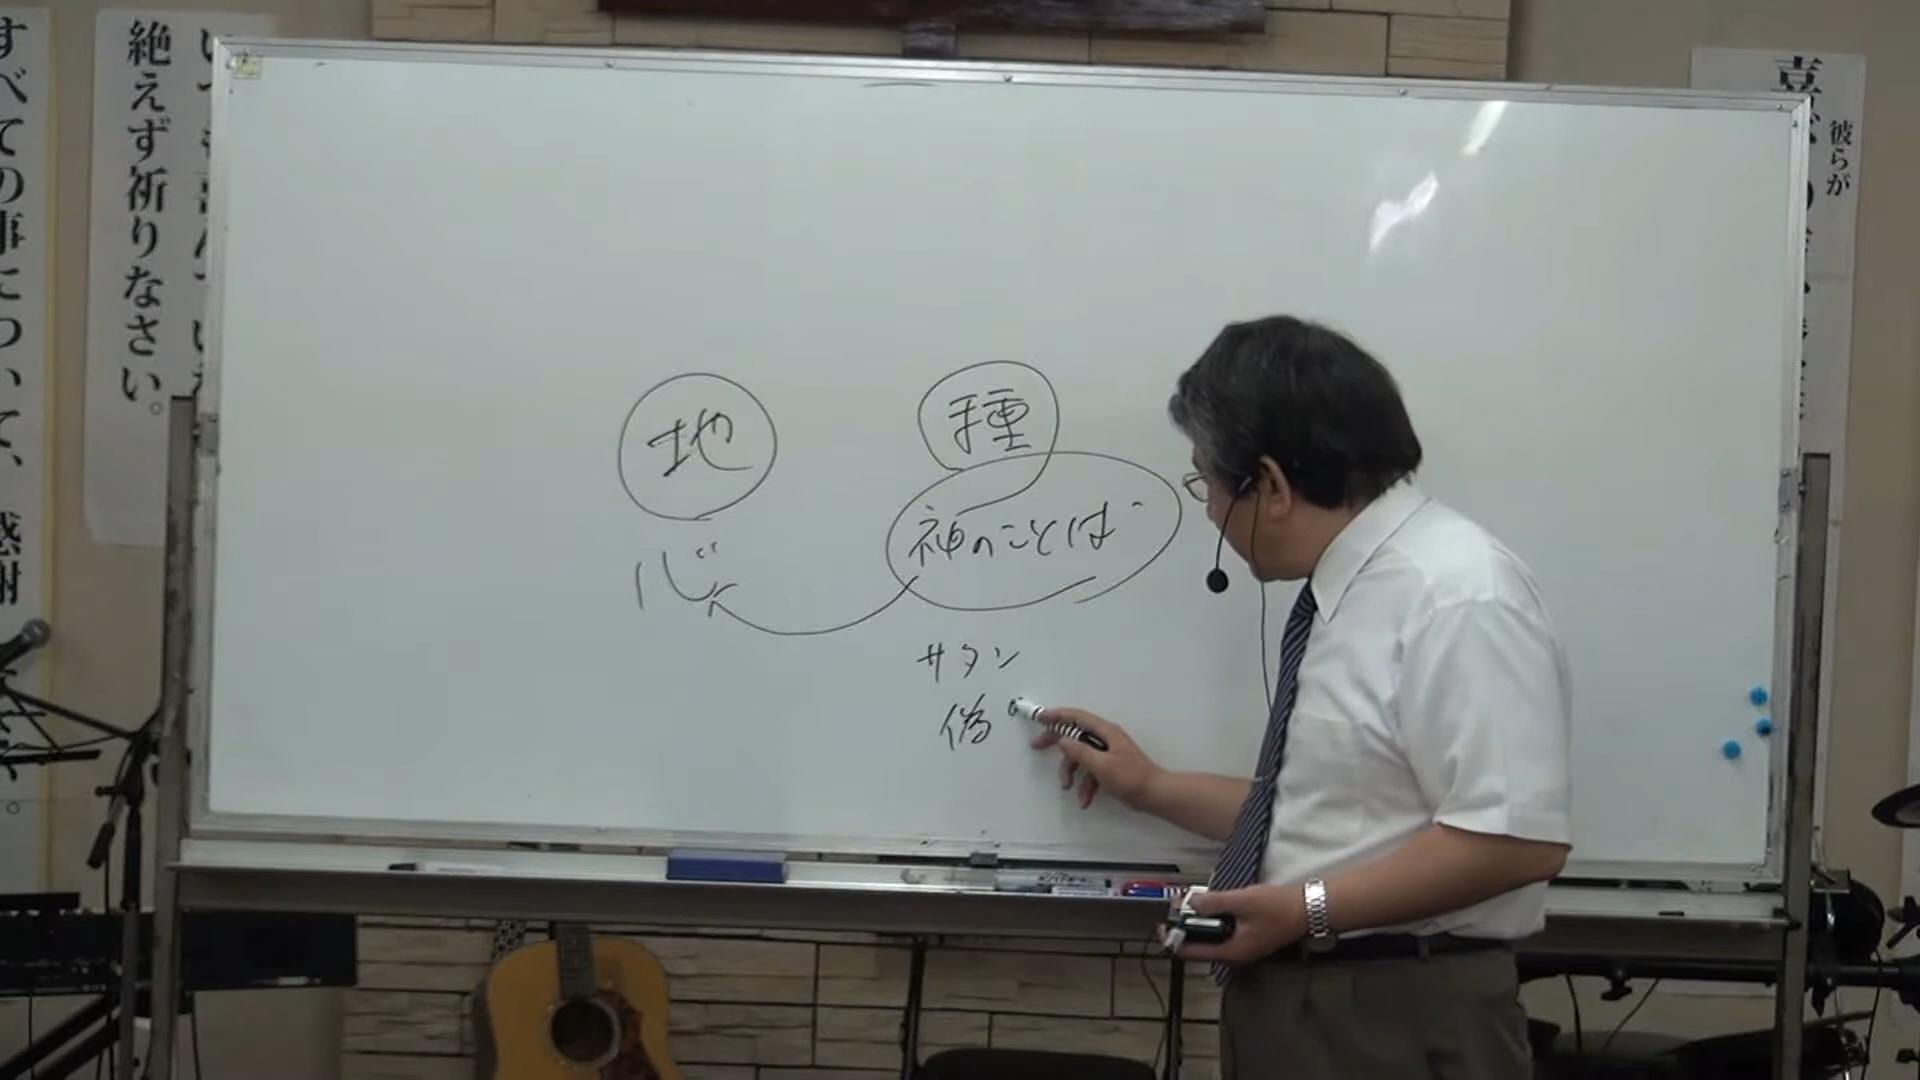 地
種
心
神のことば
サタン
偽
絶えず祈りなさい。
すべての事について、感謝
彼らが